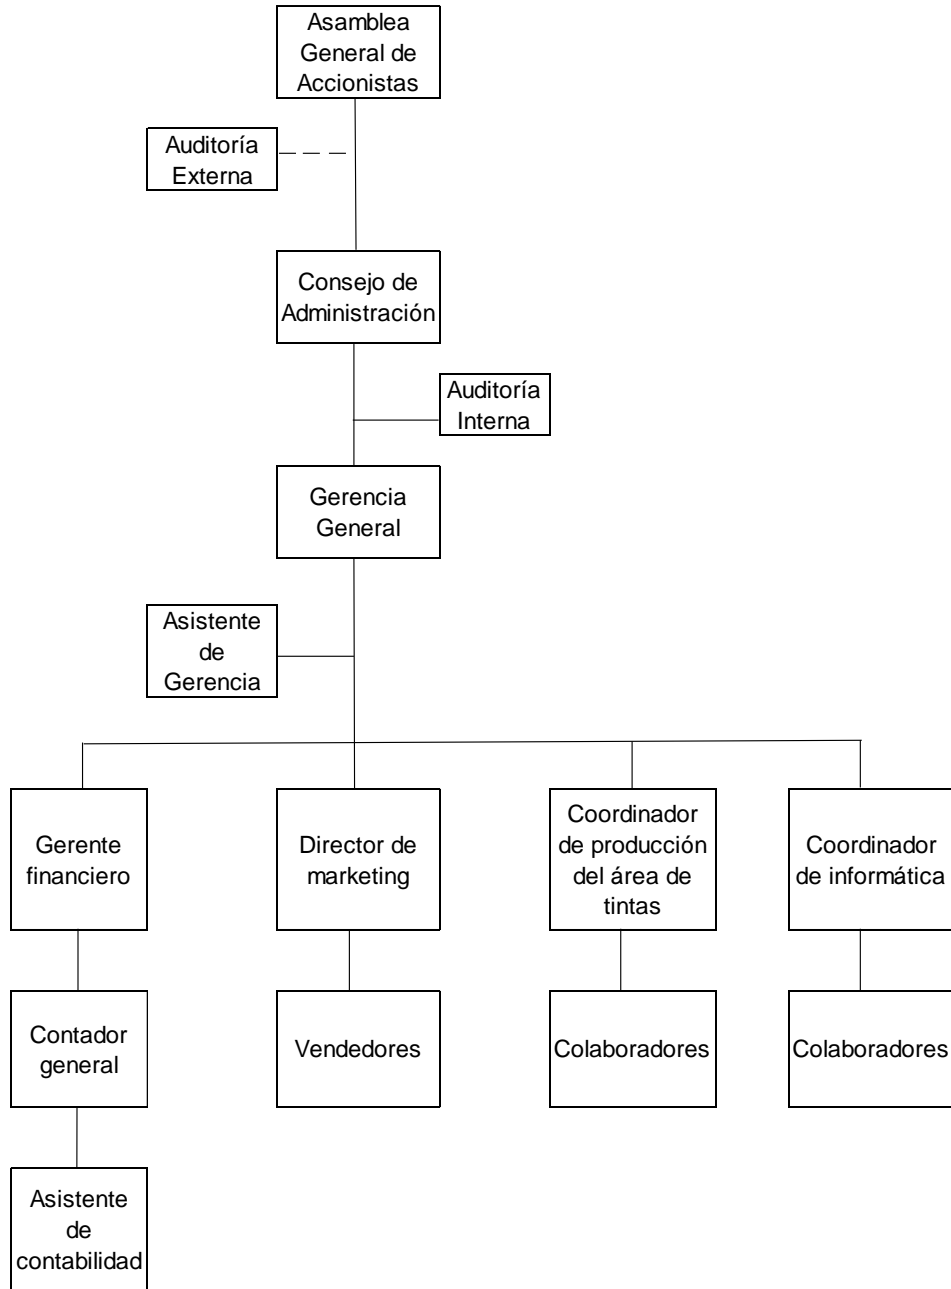 Asamblea
General de
Accionistas
Auditoría
Externa
Consejo de
Administración
Auditoría
Interna
Gerencia
General
Asistente
de
Gerencia
Gerente
financiero
Director de
marketing
Coordinador
de producción
del área de
tintas
Coordinador
de informática
Contador
general
Vendedores
Colaboradores
Colaboradores
Asistente
de
contabilidad